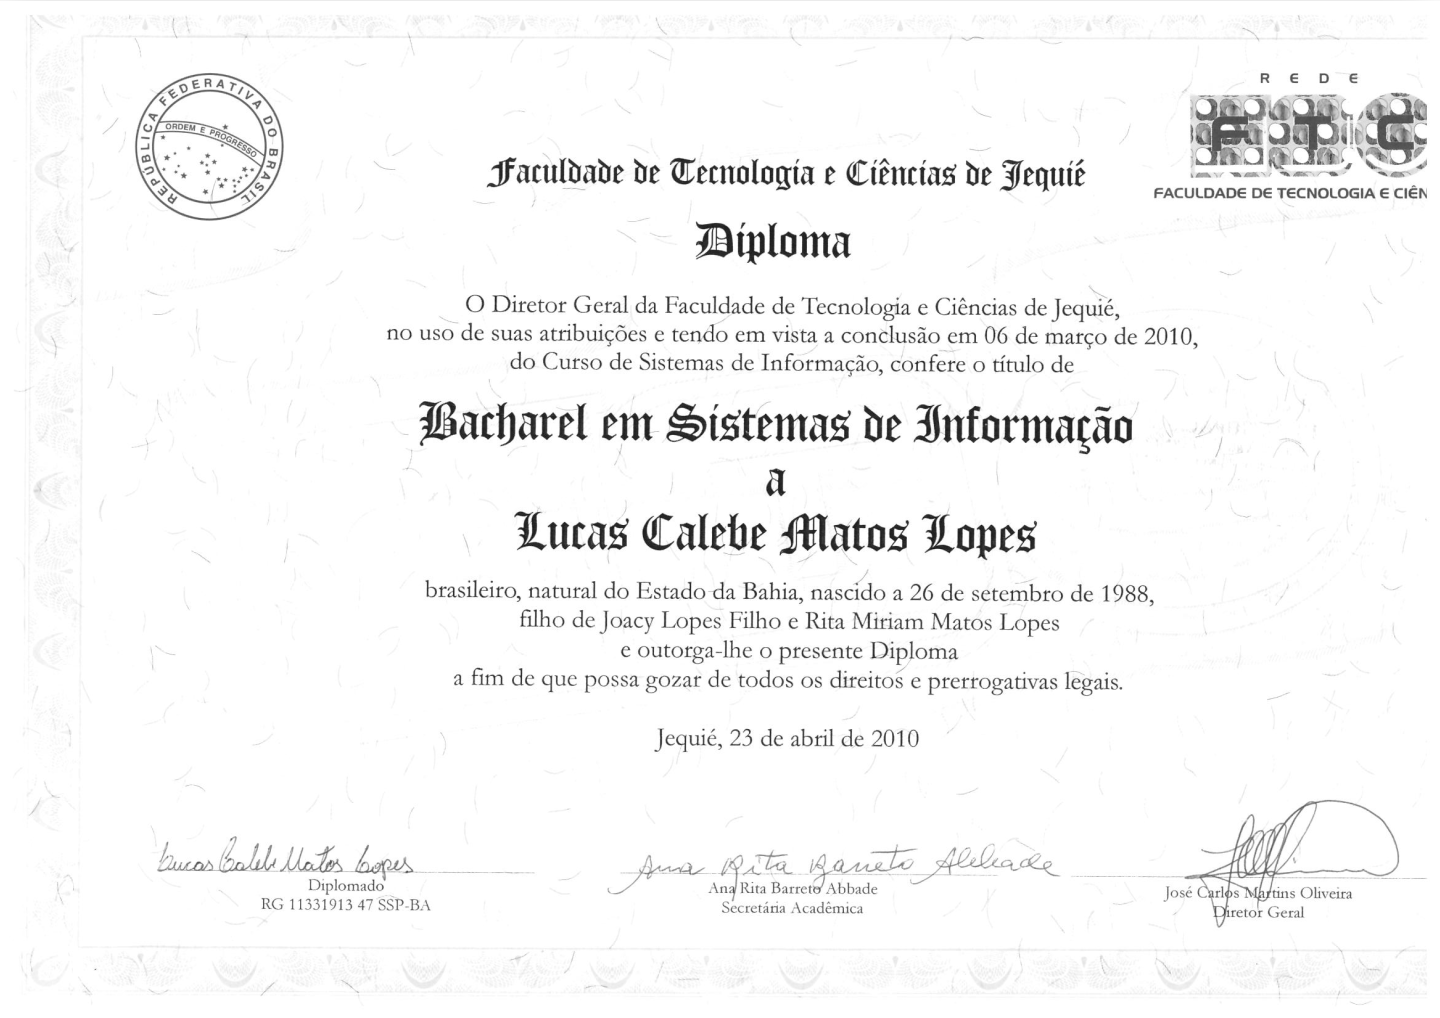 REPÚBLICA FEDERATIVA DO BRASIL
ORDEM E PROGRESSO
REDE
FTC
FACULDADE DE TECNOLOGIA E CIÊN
Faculdade de Tecnologia e Ciências de Jequié
Diploma
O Diretor Geral da Faculdade de Tecnologia e Ciências de Jequié,
no uso de suas atribuições e tendo em vista a conclusão em 06 de março de 2010,
do Curso de Sistemas de Informação, confere o título de
Bacharel em Sistemas de Informação
a
Lucas Calebe Matos Lopes
brasileiro, natural do Estado da Bahia, nascido a 26 de setembro de 1988,
filho de Joacy Lopes Filho e Rita Miriam Matos Lopes
e outorga-lhe o presente Diploma
a fim de que possa gozar de todos os direitos e prerrogativas legais.
Jequié, 23 de abril de 2010
Lucas Calebe Matos Lopes
Diplomado
RG 11331913 47 SSP-BA
Ana Rita Barreto Abbade
Ana Rita Barreto Abbade
Secretária Acadêmica
José Carlos Martins Oliveira
Diretor Geral